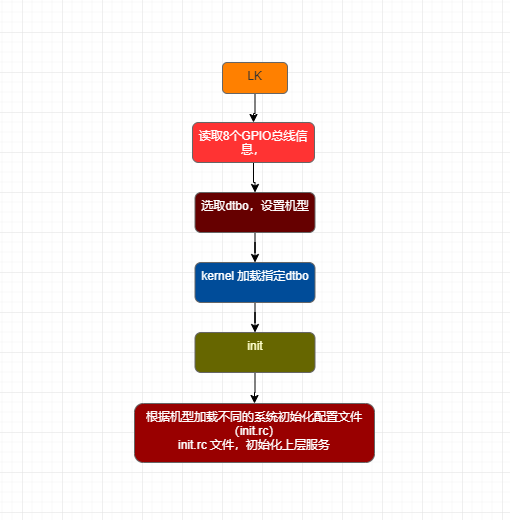 LK
读取8个GPIO总线信
息，
选取dtbo，设置机型
kernel 加载指定dtbo
init
根据机型加载不同的系统初始化配置文件
（init.rc）
init.rc 文件，初始化上层服务